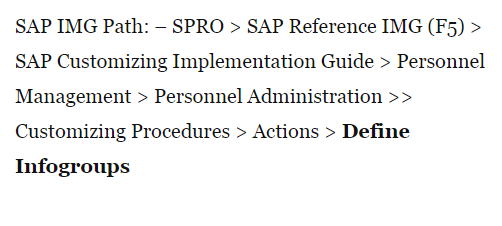 SAP IMG Path: – SPRO > SAP Reference IMG (F5) >
SAP Customizing Implementation Guide > Personnel
Management > Personnel Administration >>
Customizing Procedures > Actions > Define
Infogroups